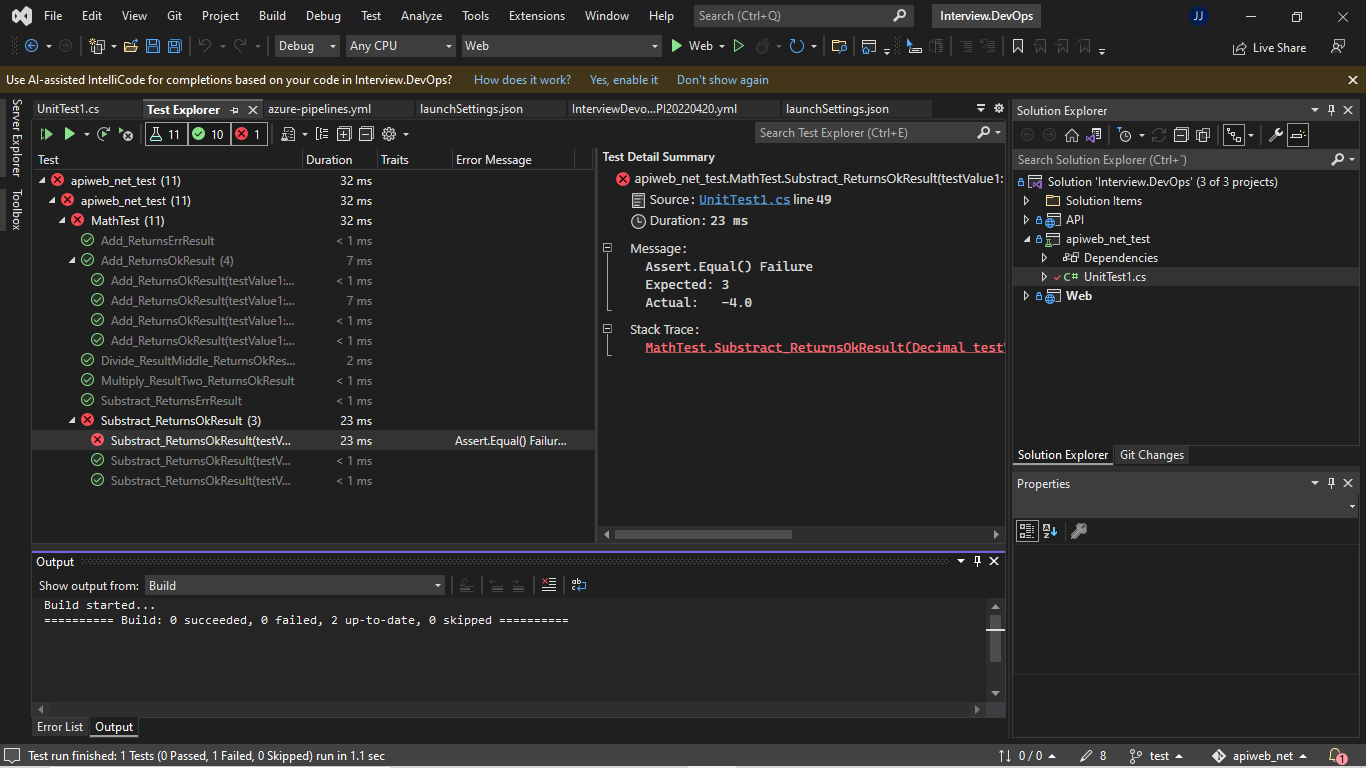 File Edit View Git Project Build Debug Test Analyze Tools Extensions Window Help Search (Ctrl+Q) Interview.DevOps JJ
Debug Any CPU Web Web Live Share
Use AI-assisted IntelliCode for completions based on your code in Interview.DevOps? How does it work? Yes, enable it Don't show again
Server Explorer
Toolbox
UnitTest1.cs Test Explorer azure-pipelines.yml launchSettings.json InterviewDevo...PI20220420.yml launchSettings.json
11 10 1 Search Test Explorer (Ctrl+E)
Test Duration Traits Error Message
apiweb_net_test (11) 32 ms
apiweb_net_test (11) 32 ms
MathTest (11) 32 ms
Add_ReturnsErrResult < 1 ms
Add_ReturnsOkResult (4) 7 ms
Add_ReturnsOkResult(testValue1:... < 1 ms
Add_ReturnsOkResult(testValue1:... 7 ms
Add_ReturnsOkResult(testValue1:... < 1 ms
Add_ReturnsOkResult(testValue1:... < 1 ms
Divide_ResultMiddle_ReturnsOkRes... 2 ms
Multiply_ResultTwo_ReturnsOkResult < 1 ms
Substract_ReturnsErrResult < 1 ms
Substract_ReturnsOkResult (3) 23 ms
Substract_ReturnsOkResult(testV... 23 ms Assert.Equal() Failur...
Substract_ReturnsOkResult(testV... < 1 ms
Substract_ReturnsOkResult(testV... < 1 ms
Test Detail Summary
apiweb_net_test.MathTest.Substract_ReturnsOkResult(testValue1:
Source: UnitTest1.cs line 49
Duration: 23 ms
Message:
Assert.Equal() Failure
Expected: 3
Actual: -4.0
Stack Trace:
MathTest.Substract_ReturnsOkResult(Decimal test
Solution Explorer
Search Solution Explorer (Ctrl+¨)
Solution 'Interview.DevOps' (3 of 3 projects)
Solution Items
API
apiweb_net_test
Dependencies
C# UnitTest1.cs
Web
Solution Explorer Git Changes
Properties
Output
Show output from: Build
Build started...
========== Build: 0 succeeded, 0 failed, 2 up-to-date, 0 skipped ==========
Error List Output
Test run finished: 1 Tests (0 Passed, 1 Failed, 0 Skipped) run in 1.1 sec 0 / 0 8 test apiweb_net 1